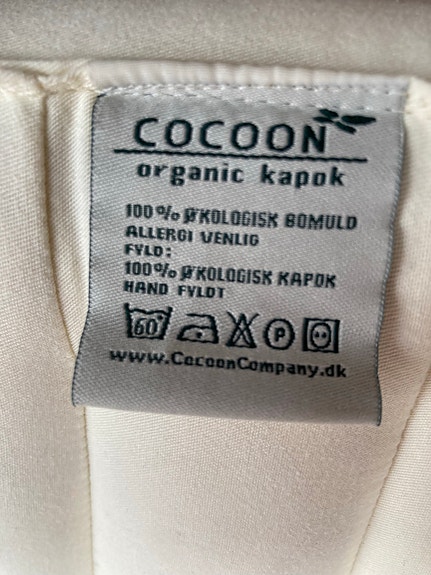 COCOON
organic kapok
100% ØKOLOGISK BOMULD
ALLERGI VENLIG
FYLD:
100% ØKOLOGISK KAPOK
HAND FYLDT
60° P
www.CocoonCompany.dk